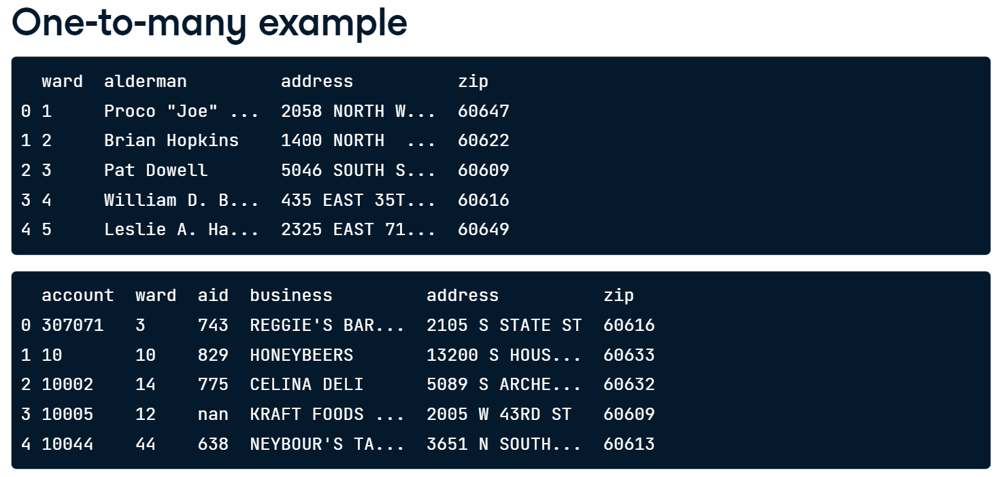 One-to-many example
ward alderman address zip
0 1 Proco "Joe" ... 2058 NORTH W... 60647
1 2 Brian Hopkins 1400 NORTH ... 60622
2 3 Pat Dowell 5046 SOUTH S... 60609
3 4 William D. B... 435 EAST 35T... 60616
4 5 Leslie A. Ha... 2325 EAST 71... 60649
account ward aid business address zip
0 307071 3 743 REGGIE'S BAR... 2105 S STATE ST 60616
1 10 10 829 HONEYBEERS 13200 S HOUS... 60633
2 10002 14 775 CELINA DELI 5089 S ARCHE... 60632
3 10005 12 nan KRAFT FOODS ... 2005 W 43RD ST 60609
4 10044 44 638 NEYBOUR'S TA... 3651 N SOUTH... 60613